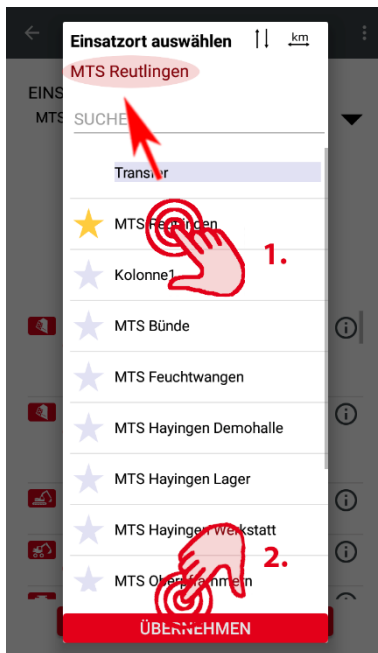 Einsatzort auswählen km
MTS Reutlingen
EINS
MTS
SUCHE
Transfer
MTS Reutlingen
1.
Kolonne1
MTS Bünde
MTS Feuchtwangen
MTS Hayingen Demohalle
MTS Hayingen Lager
MTS Hayingen Werkstatt
2.
MTS Oberpframmern
ÜBERNEHMEN